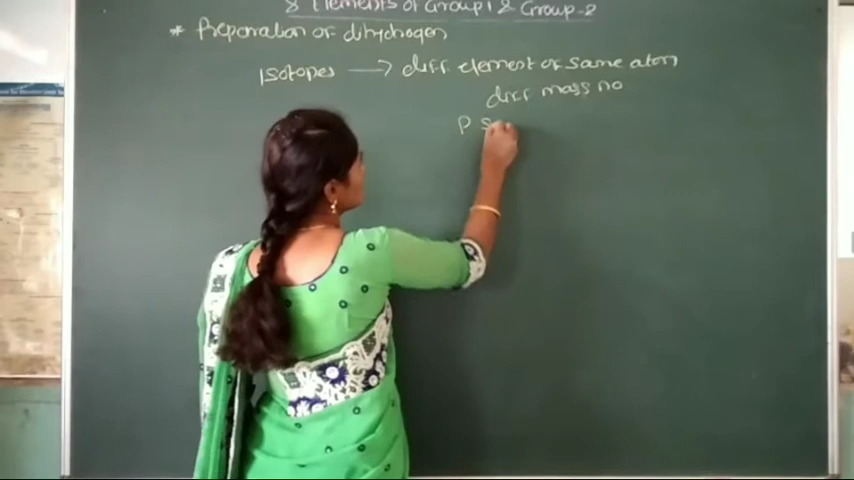 8 Elements of Group 1 & Group-2
* Preparation of dihydrogen
Isotopes → diff element of same atom
diff mass no
P S